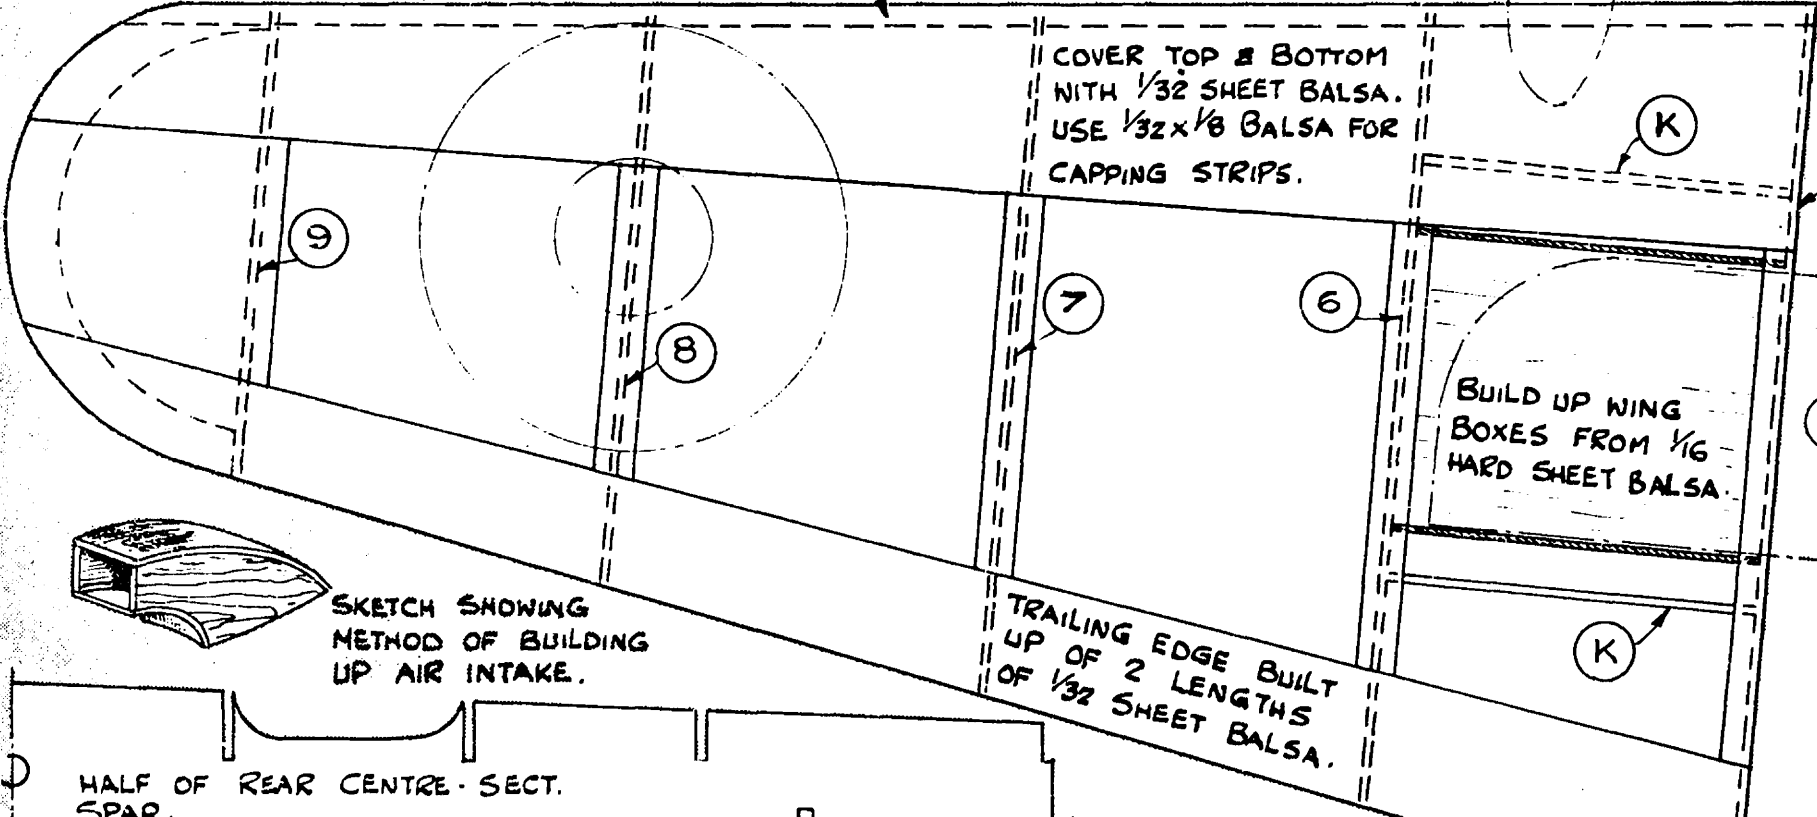 COVER TOP & BOTTOM
WITH 1/32 SHEET BALSA.
USE 1/32 x 1/8 BALSA FOR
CAPPING STRIPS.
K
9
8
7
6
BUILD UP WING
BOXES FROM 1/16
HARD SHEET BALSA.
K
SKETCH SHOWING
METHOD OF BUILDING
UP AIR INTAKE.
TRAILING EDGE BUILT
UP OF 2 LENGTHS
OF 1/32 SHEET BALSA.
HALF OF REAR CENTRE. SECT.
SPAR.